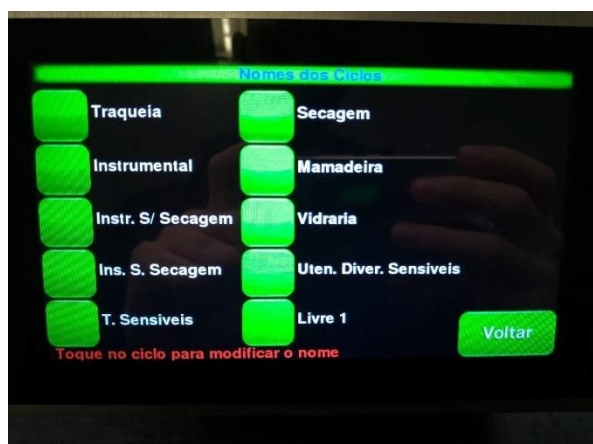 Nomes dos Ciclos
Traqueia
Secagem
Instrumental
Mamadeira
Instr. S/ Secagem
Vidraria
Ins. S. Secagem
Uten. Diver. Sensiveis
T. Sensiveis
Livre 1
Voltar
Toque no ciclo para modificar o nome